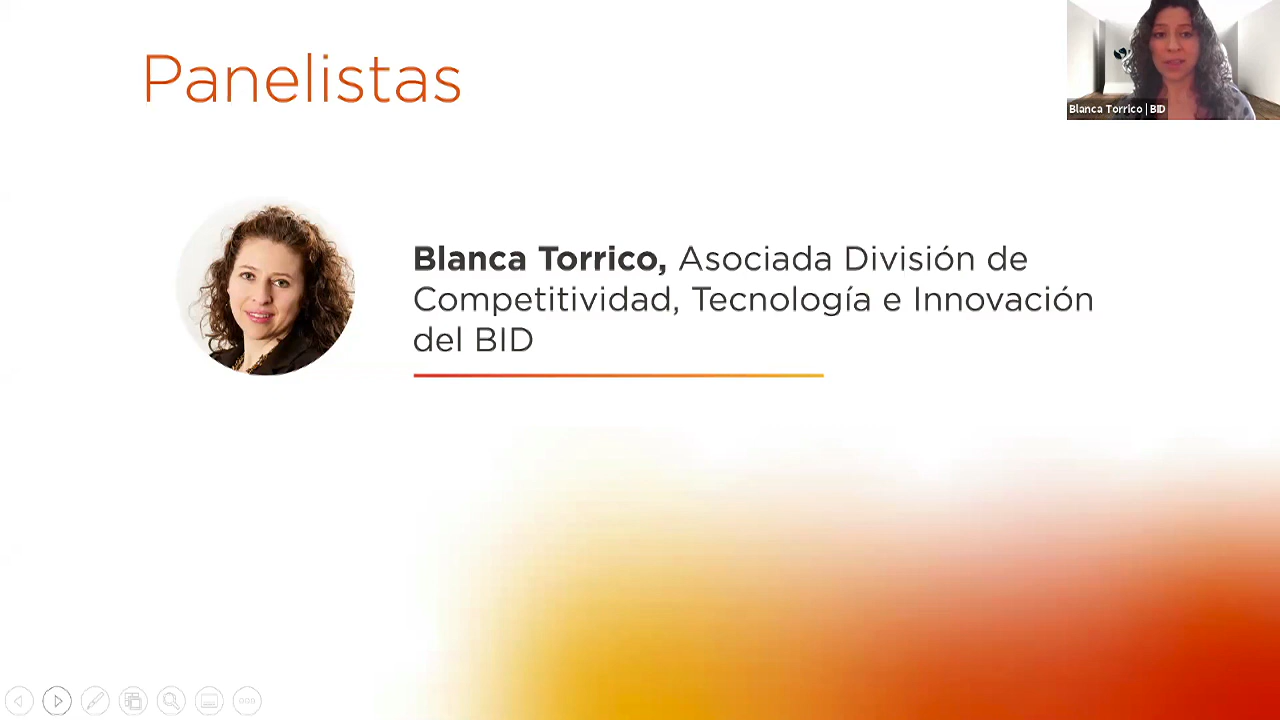 Panelistas
Blanca Torrico | BID
Blanca Torrico, Asociada División de
Competitividad, Tecnología e Innovación
del BID